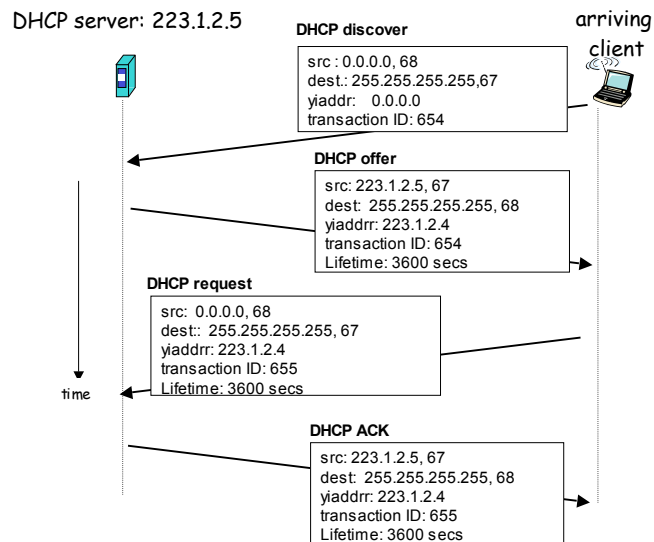 DHCP server: 223.1.2.5
arriving
client
DHCP discover
src : 0.0.0.0, 68
dest.: 255.255.255.255,67
yiaddr: 0.0.0.0
transaction ID: 654
DHCP offer
src: 223.1.2.5, 67
dest: 255.255.255.255, 68
yiaddrr: 223.1.2.4
transaction ID: 654
Lifetime: 3600 secs
DHCP request
src: 0.0.0.0, 68
dest:: 255.255.255.255, 67
yiaddrr: 223.1.2.4
transaction ID: 655
Lifetime: 3600 secs
time
DHCP ACK
src: 223.1.2.5, 67
dest: 255.255.255.255, 68
yiaddrr: 223.1.2.4
transaction ID: 655
Lifetime: 3600 secs